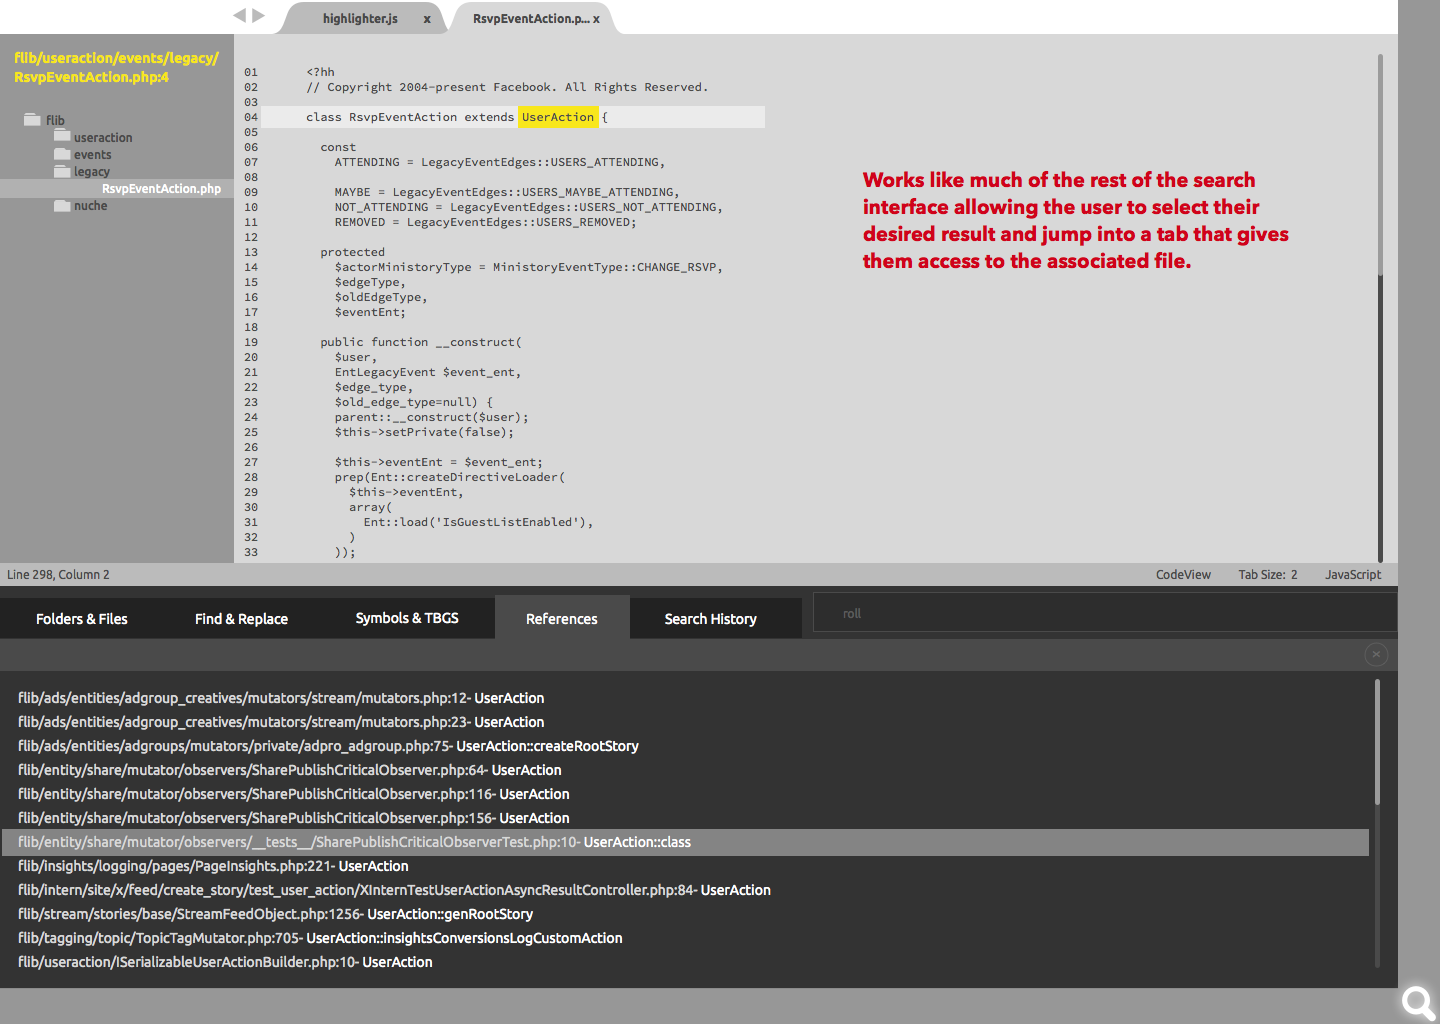 highlighter.js x
RsvpEventAction.p... x
flib/useraction/events/legacy/
RsvpEventAction.php:4
flib
useraction
events
legacy
RsvpEventAction.php
nuche
01 <?hh
02 // Copyright 2004-present Facebook. All Rights Reserved.
03
04 class RsvpEventAction extends UserAction {
05
06 const
07 ATTENDING = LegacyEventEdges::USERS_ATTENDING,
08
09 MAYBE = LegacyEventEdges::USERS_MAYBE_ATTENDING,
10 NOT_ATTENDING = LegacyEventEdges::USERS_NOT_ATTENDING,
11 REMOVED = LegacyEventEdges::USERS_REMOVED;
12
13 protected
14 $actorMinistoryType = MinistoryEventType::CHANGE_RSVP,
15 $edgeType,
16 $oldEdgeType,
17 $eventEnt;
18
19 public function __construct(
20 $user,
21 EntLegacyEvent $event_ent,
22 $edge_type,
23 $old_edge_type=null) {
24 parent::__construct($user);
25 $this->setPrivate(false);
26
27 $this->eventEnt = $event_ent;
28 prep(Ent::createDirectiveLoader(
29 $this->eventEnt,
30 array(
31 Ent::load('IsGuestListEnabled'),
32 )
33 ));
Works like much of the rest of the search
interface allowing the user to select their
desired result and jump into a tab that gives
them access to the associated file.
Line 298, Column 2
CodeView Tab Size: 2 JavaScript
Folders & Files Find & Replace Symbols & TBGS References Search History roll
flib/ads/entities/adgroup_creatives/mutators/stream/mutators.php:12- UserAction
flib/ads/entities/adgroup_creatives/mutators/stream/mutators.php:23- UserAction
flib/ads/entities/adgroups/mutators/private/adpro_adgroup.php:75- UserAction::createRootStory
flib/entity/share/mutator/observers/SharePublishCriticalObserver.php:64- UserAction
flib/entity/share/mutator/observers/SharePublishCriticalObserver.php:116- UserAction
flib/entity/share/mutator/observers/SharePublishCriticalObserver.php:156- UserAction
flib/entity/share/mutator/observers/__tests__/SharePublishCriticalObserverTest.php:10- UserAction::class
flib/insights/logging/pages/PageInsights.php:221- UserAction
flib/intern/site/x/feed/create_story/test_user_action/XInternTestUserActionAsyncResultController.php:84- UserAction
flib/stream/stories/base/StreamFeedObject.php:1256- UserAction::genRootStory
flib/tagging/topic/TopicTagMutator.php:705- UserAction::insightsConversionsLogCustomAction
flib/useraction/ISerializableUserActionBuilder.php:10- UserAction